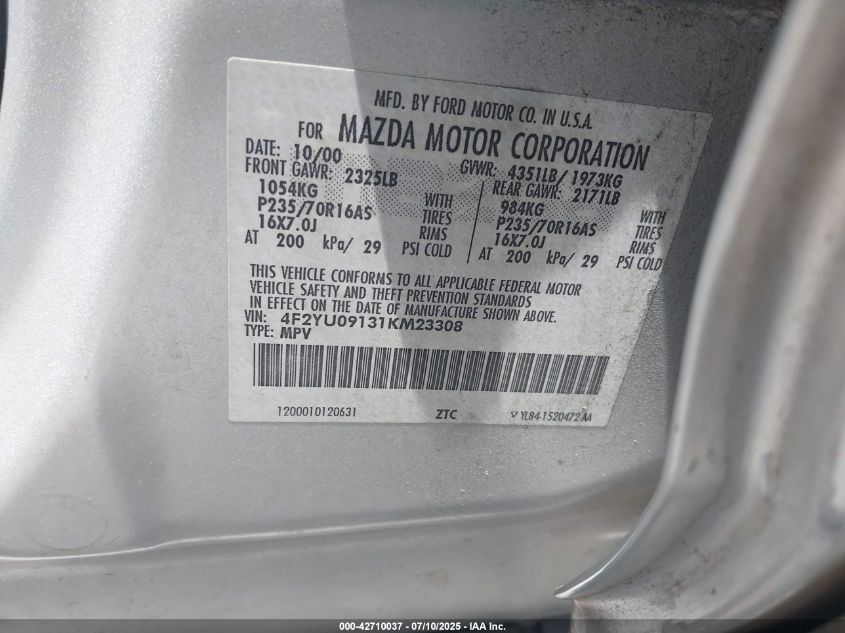 MFD. BY FORD MOTOR CO. IN U.S.A.
FOR MAZDA MOTOR CORPORATION
DATE: 10/00 GVWR: 4351LB/ 1973KG
FRONT GAWR: 2325LB REAR GAWR: 2171LB
1054KG WITH 984KG WITH
P235/70R16AS TIRES P235/70R16AS TIRES
16X7.0J RIMS 16X7.0J RIMS
AT 200 kPa/ 29 PSI COLD AT 200 kPa/ 29 PSI COLD
THIS VEHICLE CONFORMS TO ALL APPLICABLE FEDERAL MOTOR
VEHICLE SAFETY AND THEFT PREVENTION STANDARDS
IN EFFECT ON THE DATE OF MANUFACTURE SHOWN ABOVE.
VIN: 4F2YU09131KM23308
TYPE: MPV
1200010120631 ZTC YL84-1520472-AA
000-42710037 - 07/10/2025 - IAA Inc.